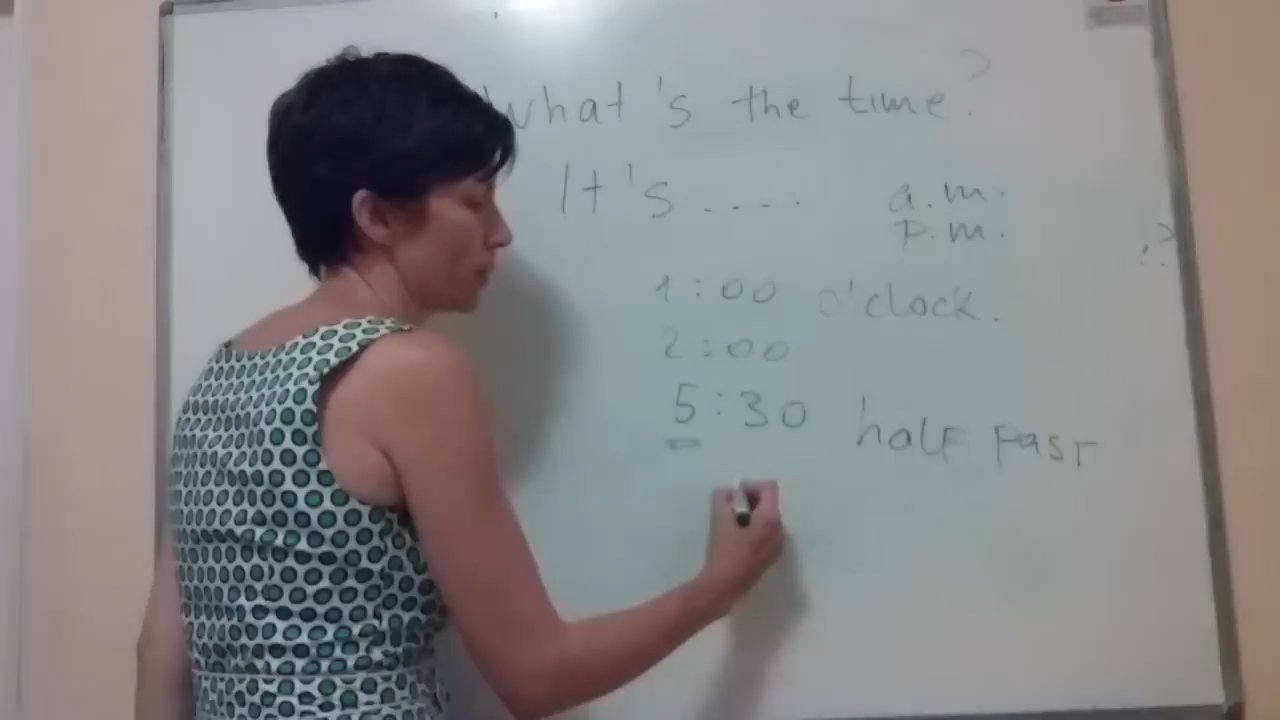 What's the time?
It's .... a.m.
p.m.
1:00 o'clock.
2:00
5:30 half past